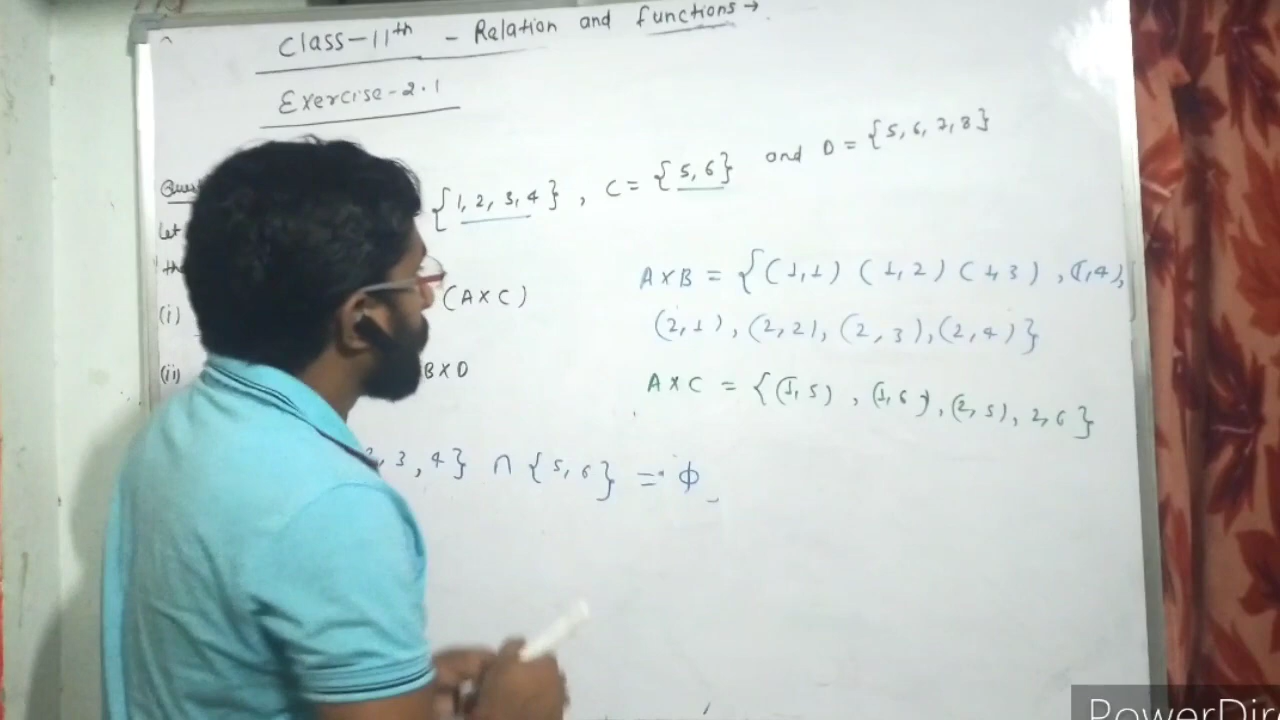 Class-11th - Relation and functions →
Exercise-2.1
Ques
Let {1, 2, 3, 4}, C = {5, 6} and D = {5, 6, 7, 8}
th
(i) (A×C)
(ii) B×D
A×B = {(1,1) (1,2) (1,3), (1,4),
(2,1), (2,2), (2,3), (2,4)}
A×C = {(1,5), (1,6), (2,5), 2,6}
3, 4} ∩ {5, 6} = ϕ
PowerDir